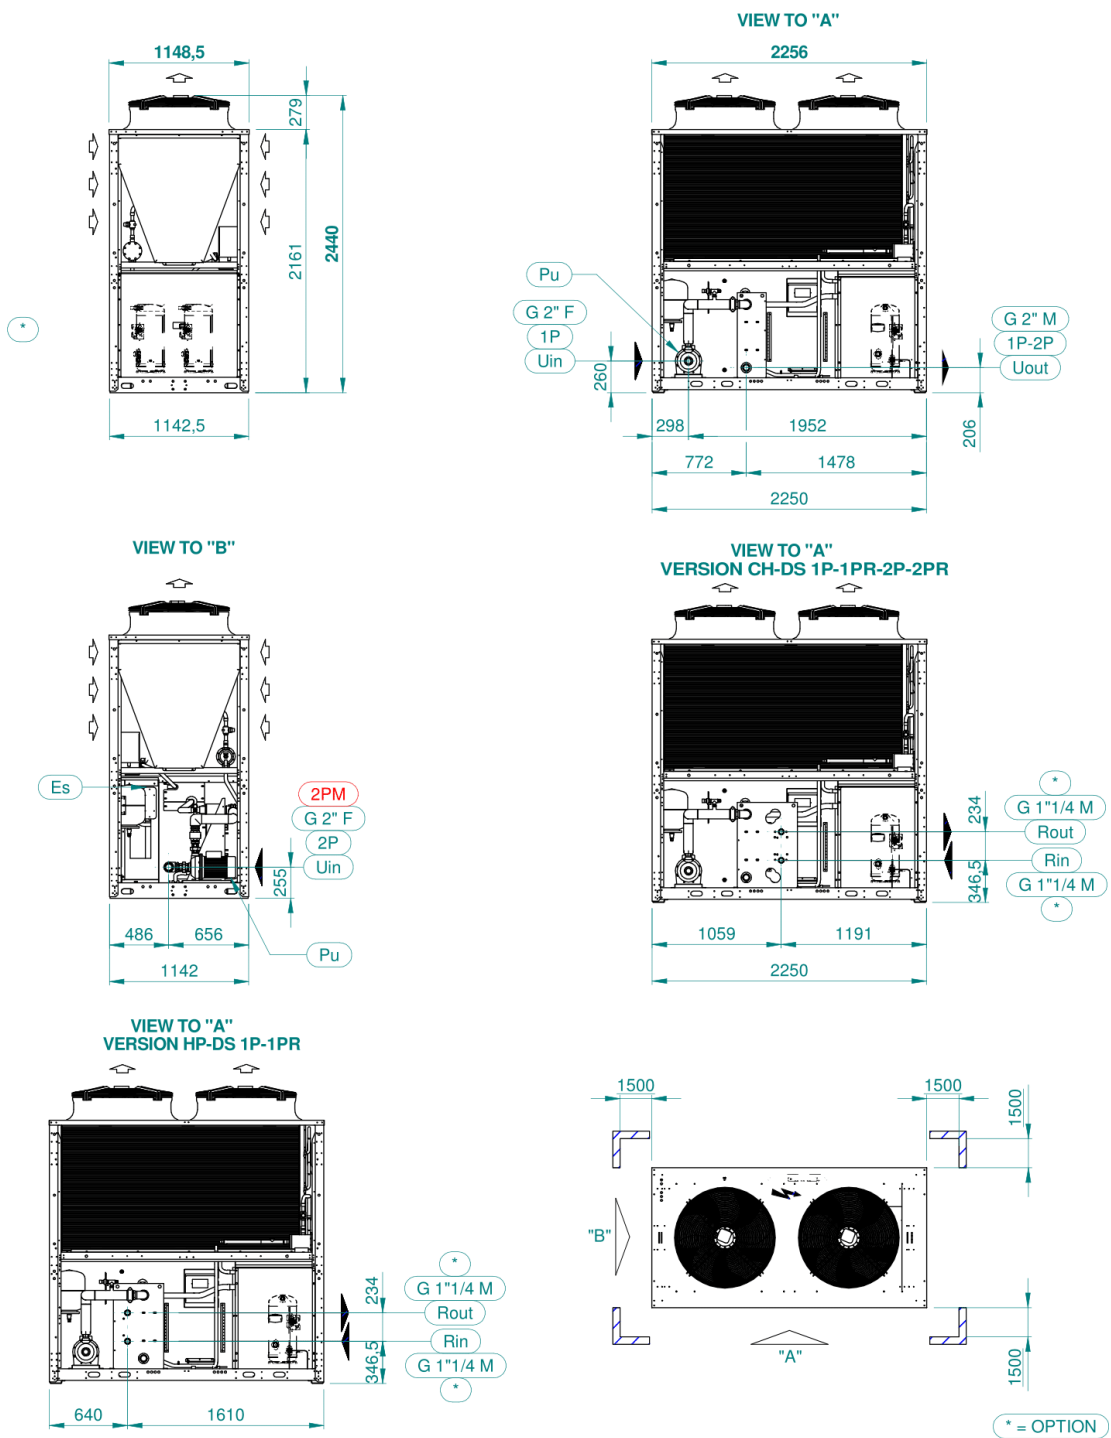 VIEW TO "A"
1148,5
279
2161
2440
*
1142,5
2256
Pu
G 2" F
1P
Uin
260
G 2" M
1P-2P
Uout
206
298
1952
772
1478
2250
VIEW TO "B"
Es
2PM
G 2" F
2P
Uin
255
486
656
Pu
1142
VIEW TO "A"
VERSION CH-DS 1P-1PR-2P-2PR
*
G 1"1/4 M
234
Rout
Rin
346,5
G 1"1/4 M
*
1059
1191
2250
VIEW TO "A"
VERSION HP-DS 1P-1PR
*
G 1"1/4 M
234
Rout
Rin
346,5
G 1"1/4 M
*
640
1610
1500
1500
1500
"B"
"A"
1500
* = OPTION